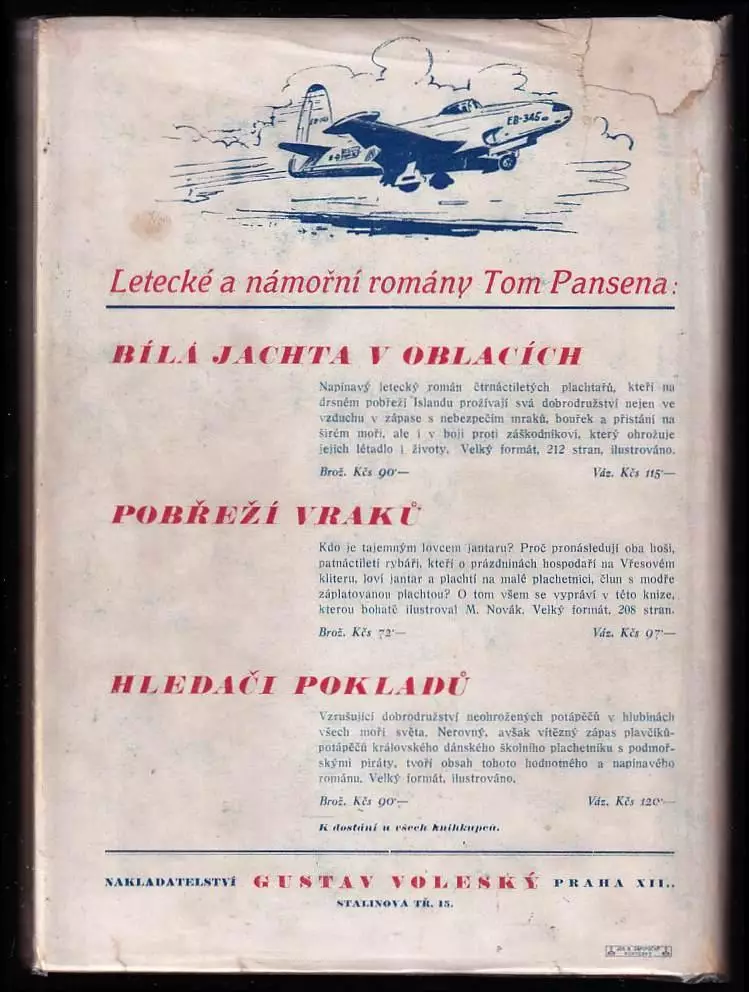 EB-345
Letecké a námořní romány Tom Pansena:
BÍLÁ JACHTA V OBLACÍCH
Napínavý letecký román čtrnáctiletých plachtařů, kteří na
drsném pobřeží Islandu prožívají svá dobrodružství nejen ve
vzduchu v zápase s nebezpečím mraků, bouřek a přistání na
širém moři, ale i v boji proti záškodníkovi, který ohrožuje
jejich létadlo i životy. Velký formát, 212 stran, ilustrováno.
Brož. Kčs 90·— Váz. Kčs 115·—
POBŘEŽÍ VRAKŮ
Kdo je tajemným lovcem jantaru? Proč pronásledují oba hoši,
patnáctiletí rybáři, kteří o prázdninách hospodaří na Vřesovém
kliteru, loví jantar a plachtí na malé plachetnici, člun s modře
záplatovanou plachtou? O tom všem se vypráví v této knize,
kterou bohatě ilustroval M. Novák. Velký formát, 208 stran.
Brož. Kčs 72·— Váz. Kčs 97·—
HLEDAČI POKLADŮ
Vzrušující dobrodružství neohrožených potápěčů v hlubinách
všech moří světa. Nerovný, avšak vítězný zápas plavčíků-
potápěčů královského dánského školního plachetníku s podmoř-
skými piráty, tvoří obsah tohoto hodnotného a napínavého
románu. Velký formát, ilustrováno.
Brož. Kčs 90·— Váz. Kčs 120·—
K dostání u všech knihkupců.
NAKLADATELSTVÍ GUSTAV VOLESKÝ PRAHA XII.,
STALINOVA TŘ. 15.